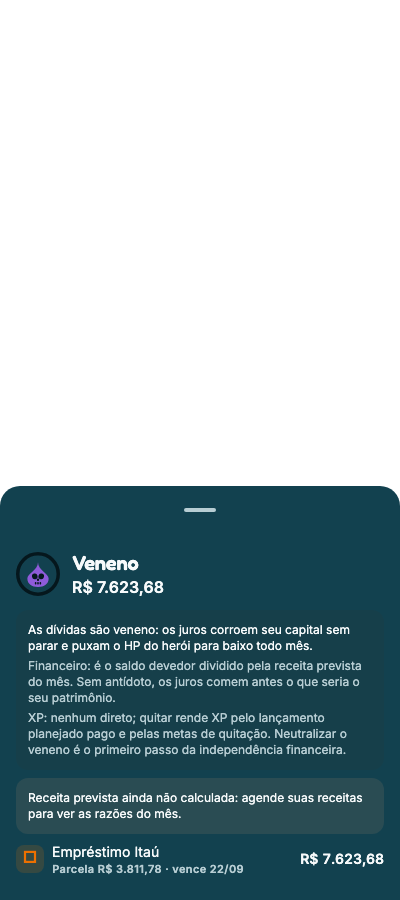 Veneno
R$ 7.623,68
As dívidas são veneno: os juros corroem seu capital sem
parar e puxam o HP do herói para baixo todo mês.
Financeiro: é o saldo devedor dividido pela receita prevista
do mês. Sem antídoto, os juros comem antes o que seria o
seu patrimônio.
XP: nenhum direto; quitar rende XP pelo lançamento
planejado pago e pelas metas de quitação. Neutralizar o
veneno é o primeiro passo da independência financeira.
Receita prevista ainda não calculada: agende suas receitas
para ver as razões do mês.
Empréstimo Itaú
R$ 7.623,68
Parcela R$ 3.811,78 · vence 22/09